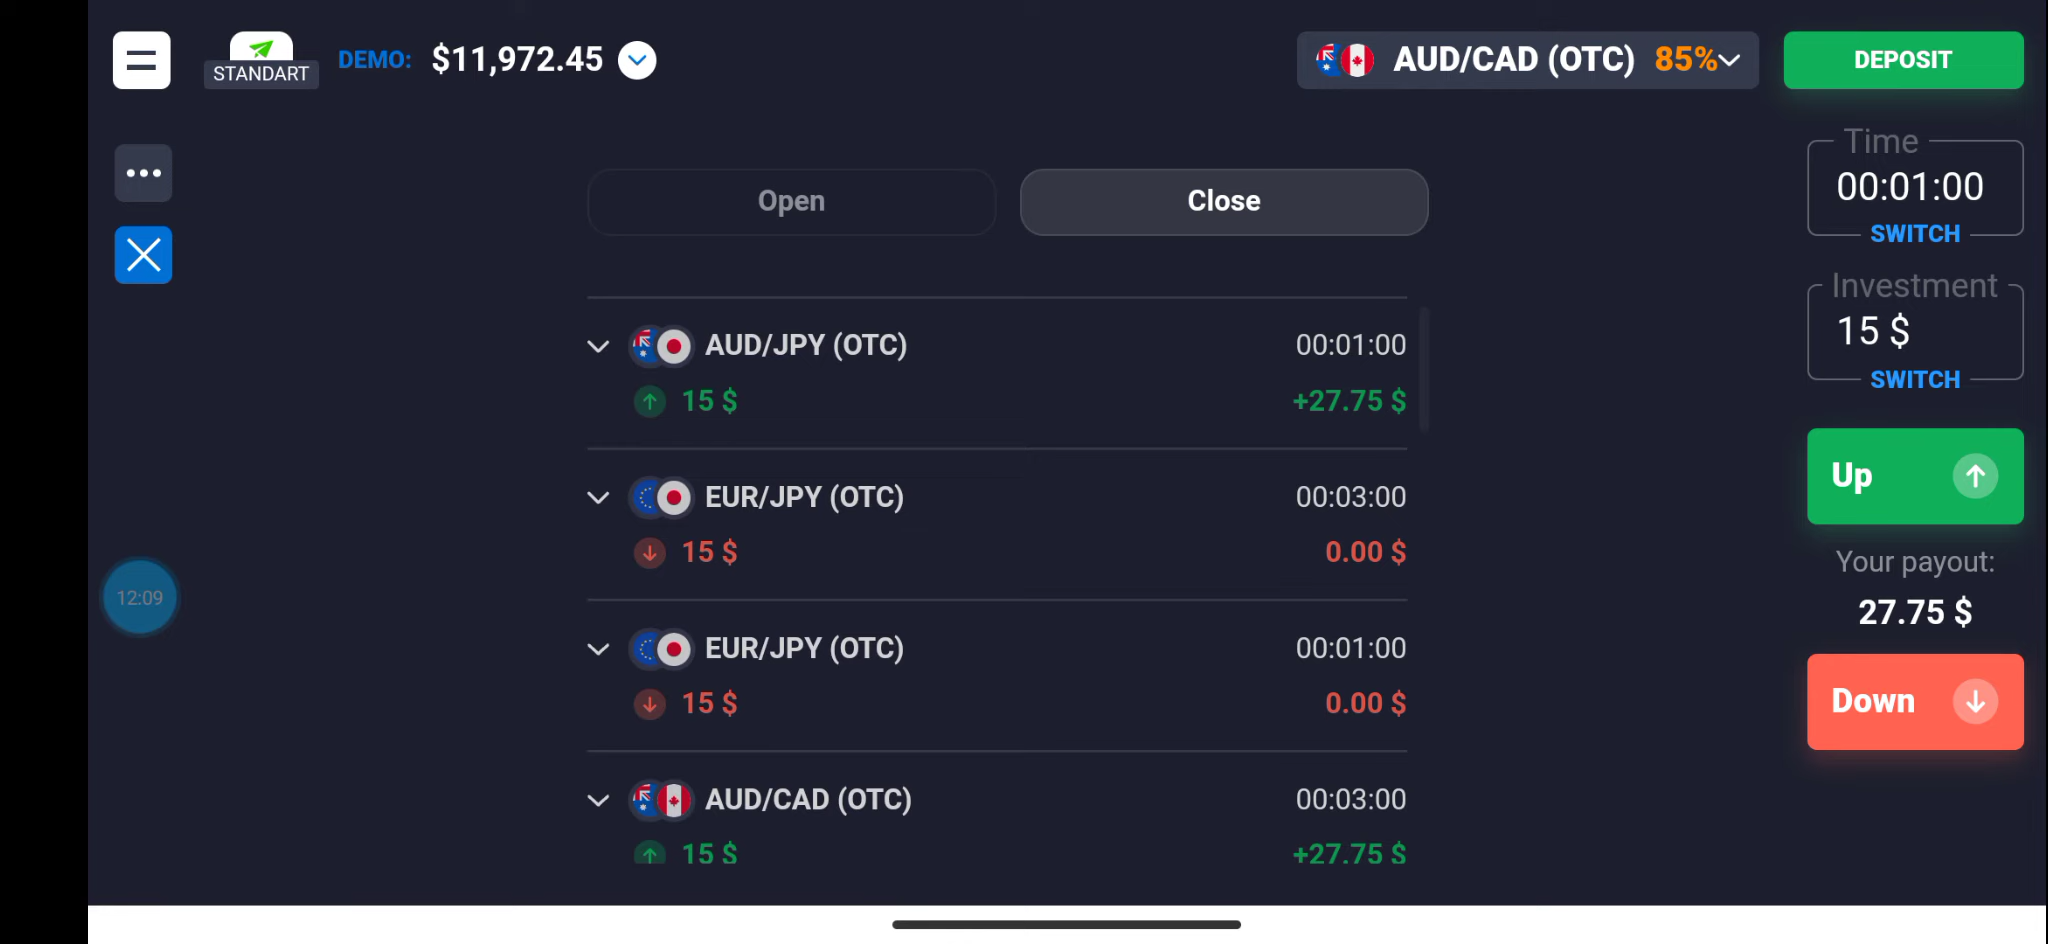 STANDART
DEMO: $11,972.45
AUD/CAD (OTC) 85%
DEPOSIT
Time
00:01:00
SWITCH
Investment
15 $
SWITCH
Up
Your payout:
27.75 $
Down
Open
Close
AUD/JPY (OTC) 00:01:00
15 $ +27.75 $
EUR/JPY (OTC) 00:03:00
15 $ 0.00 $
EUR/JPY (OTC) 00:01:00
15 $ 0.00 $
AUD/CAD (OTC) 00:03:00
15 $ +27.75 $
12:09